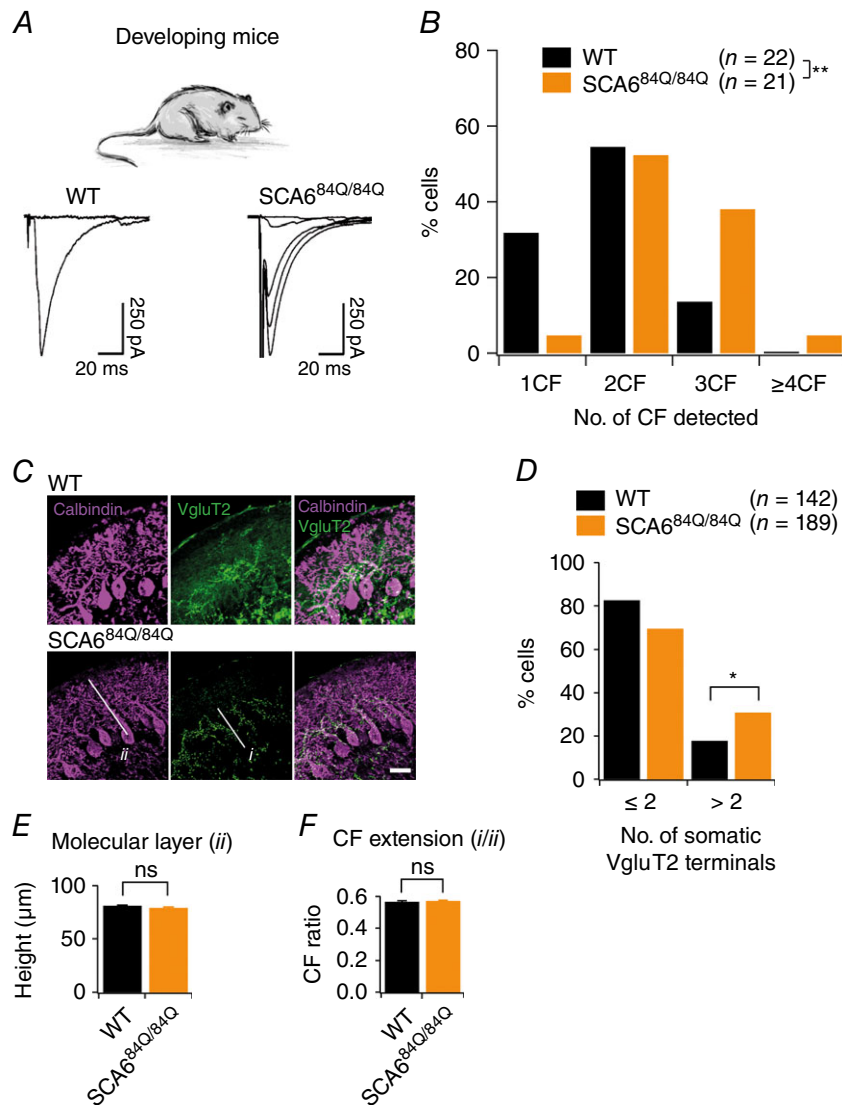 A
Developing mice
WT
SCA6^84Q/84Q
250 pA
20 ms
250 pA
20 ms
B
80
60
40
20
0
% cells
WT (n = 22)
SCA6^84Q/84Q (n = 21)
**
1CF 2CF 3CF ≥4CF
No. of CF detected
C
WT
Calbindin VgluT2 Calbindin
VgluT2
SCA6^84Q/84Q
ii
i
D
WT (n = 142)
SCA6^84Q/84Q (n = 189)
100
80
60
40
20
0
% cells
*
≤ 2 > 2
No. of somatic
VgluT2 terminals
E
Molecular layer (ii)
ns
100
50
0
Height (µm)
WT
SCA6^84Q/84Q
F
CF extension (i/ii)
ns
0.6
0.4
0.2
0.0
CF ratio
WT
SCA6^84Q/84Q